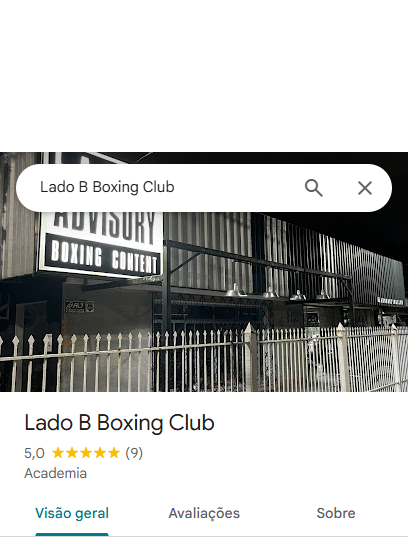 Lado B Boxing Club
ADVISORY
BOXING CONTENT
Lado B Boxing Club
5,0 (9)
Academia
Visão geral
Avaliações
Sobre